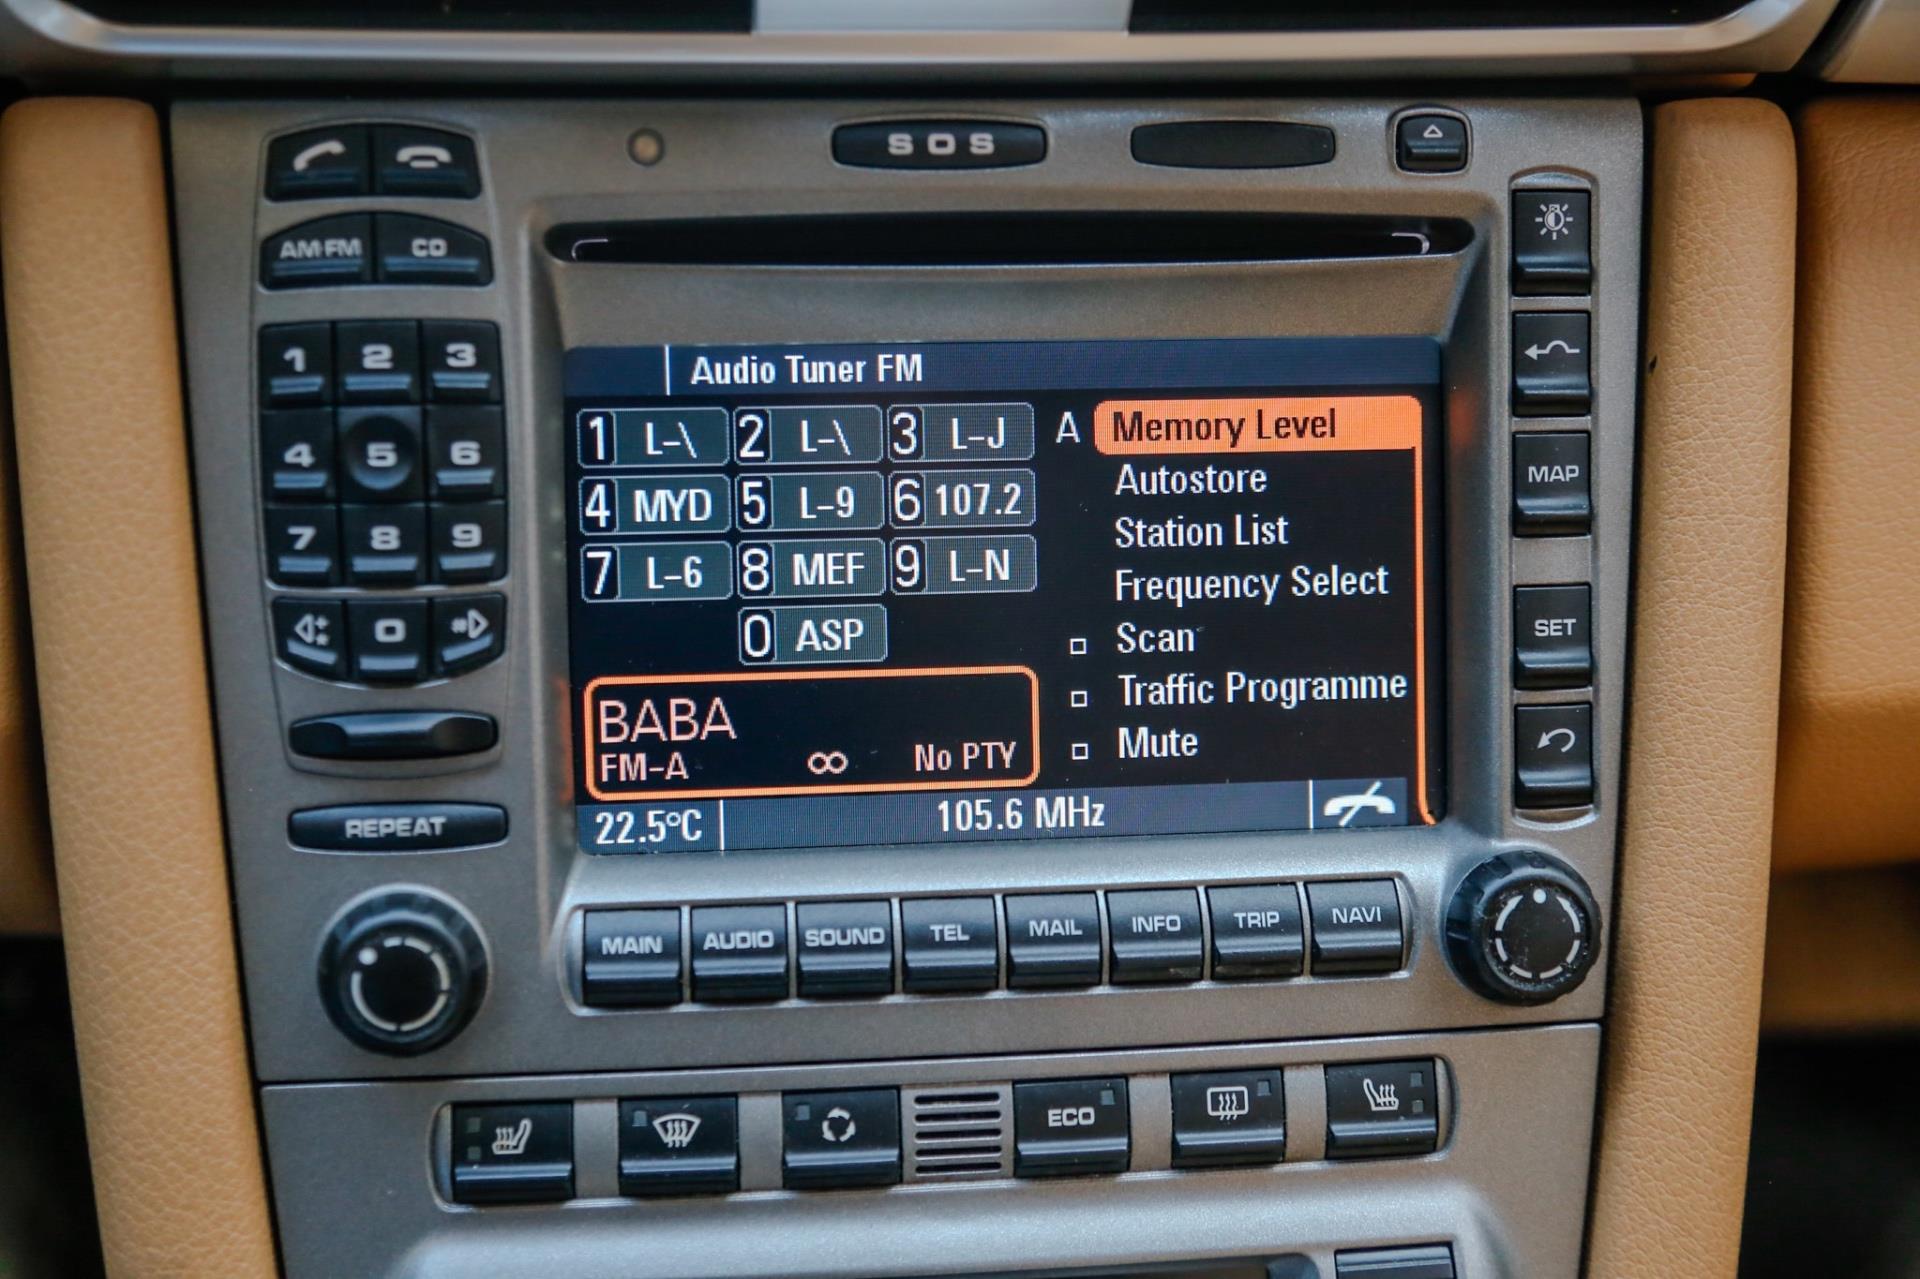 SOS
AM·FM CD
1 2 3
4 5 6
7 8 9
0
REPEAT
Audio Tuner FM
1 L-\ 2 L-\ 3 L-J
4 MYD 5 L-9 6 107.2
7 L-6 8 MEF 9 L-N
0 ASP
BABA
FM-A ∞ No PTY
22.5°C 105.6 MHz
A Memory Level
Autostore
Station List
Frequency Select
Scan
Traffic Programme
Mute
MAP
SET
MAIN AUDIO SOUND TEL MAIL INFO TRIP NAVI
ECO